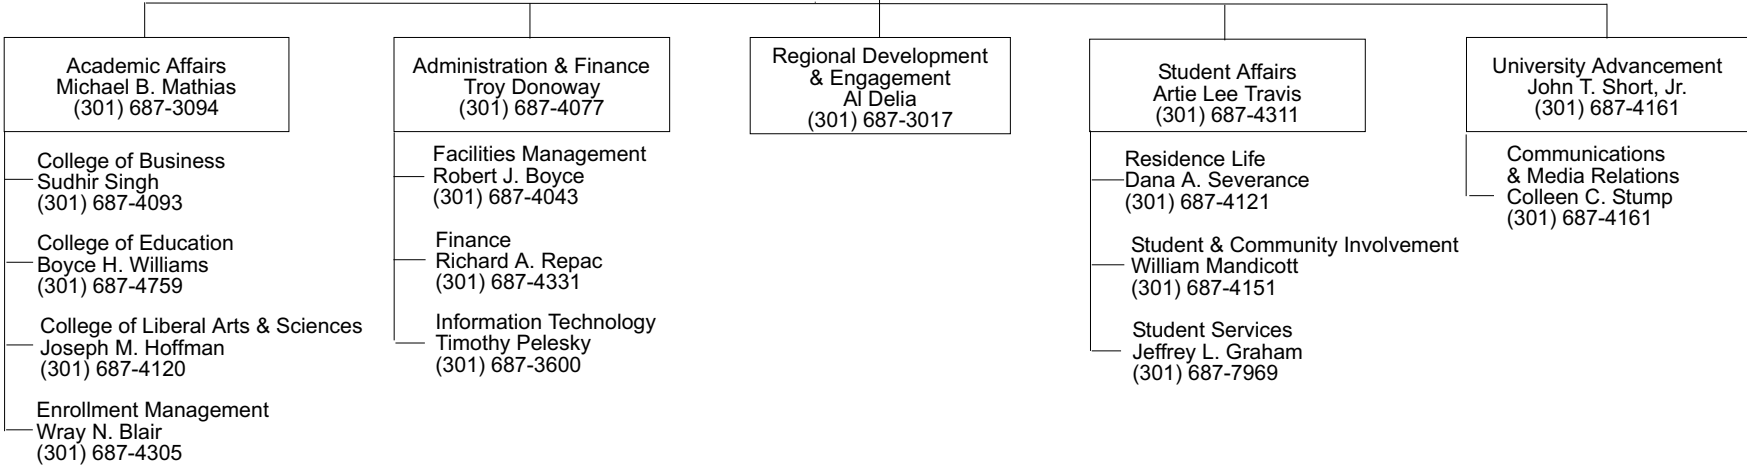 Academic Affairs
Michael B. Mathias
(301) 687-3094
College of Business
Sudhir Singh
(301) 687-4093
College of Education
Boyce H. Williams
(301) 687-4759
College of Liberal Arts & Sciences
Joseph M. Hoffman
(301) 687-4120
Enrollment Management
Wray N. Blair
(301) 687-4305
Administration & Finance
Troy Donoway
(301) 687-4077
Facilities Management
Robert J. Boyce
(301) 687-4043
Finance
Richard A. Repac
(301) 687-4331
Information Technology
Timothy Pelesky
(301) 687-3600
Regional Development
& Engagement
Al Delia
(301) 687-3017
Student Affairs
Artie Lee Travis
(301) 687-4311
Residence Life
Dana A. Severance
(301) 687-4121
Student & Community Involvement
William Mandicott
(301) 687-4151
Student Services
Jeffrey L. Graham
(301) 687-7969
University Advancement
John T. Short, Jr.
(301) 687-4161
Communications
& Media Relations
Colleen C. Stump
(301) 687-4161